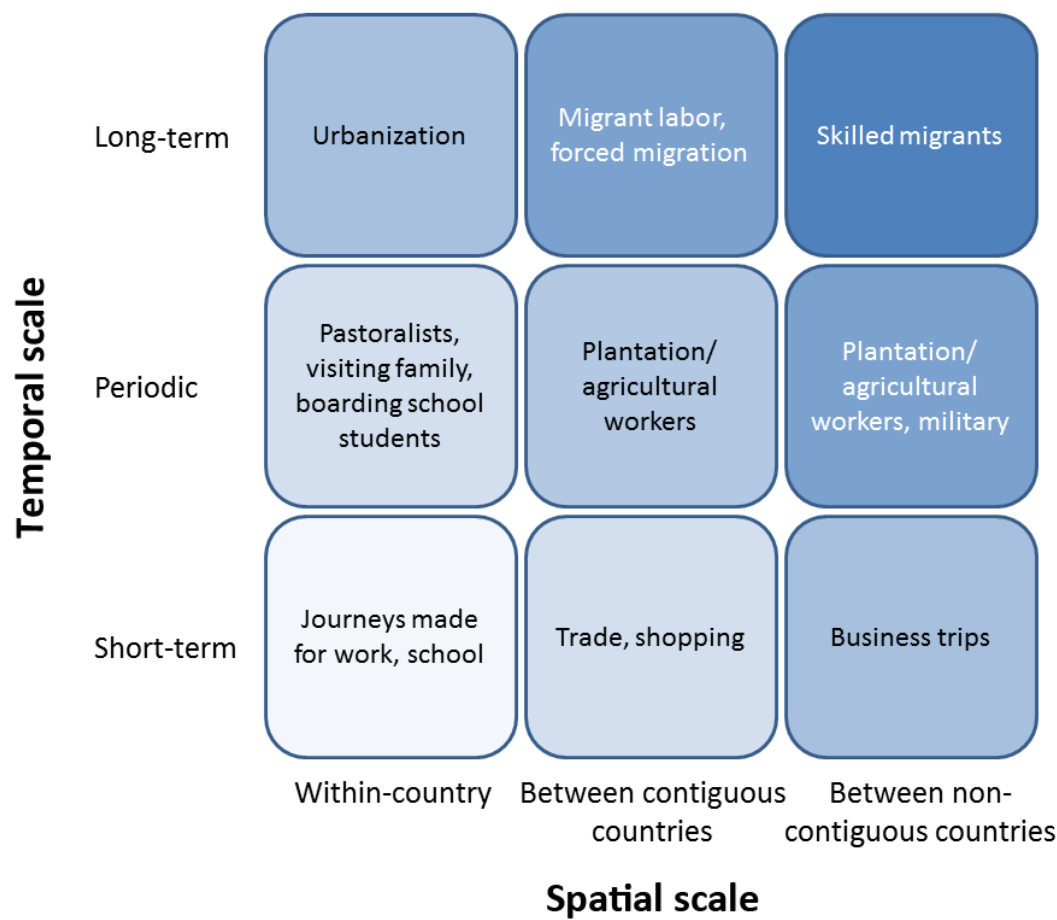 Temporal scale
Long-term
Urbanization
Migrant labor,
forced migration
Skilled migrants
Periodic
Pastoralists,
visiting family,
boarding school
students
Plantation/
agricultural
workers
Plantation/
agricultural
workers, military
Short-term
Journeys made
for work, school
Trade, shopping
Business trips
Within-country
Between contiguous
countries
Between non-
contiguous countries
Spatial scale